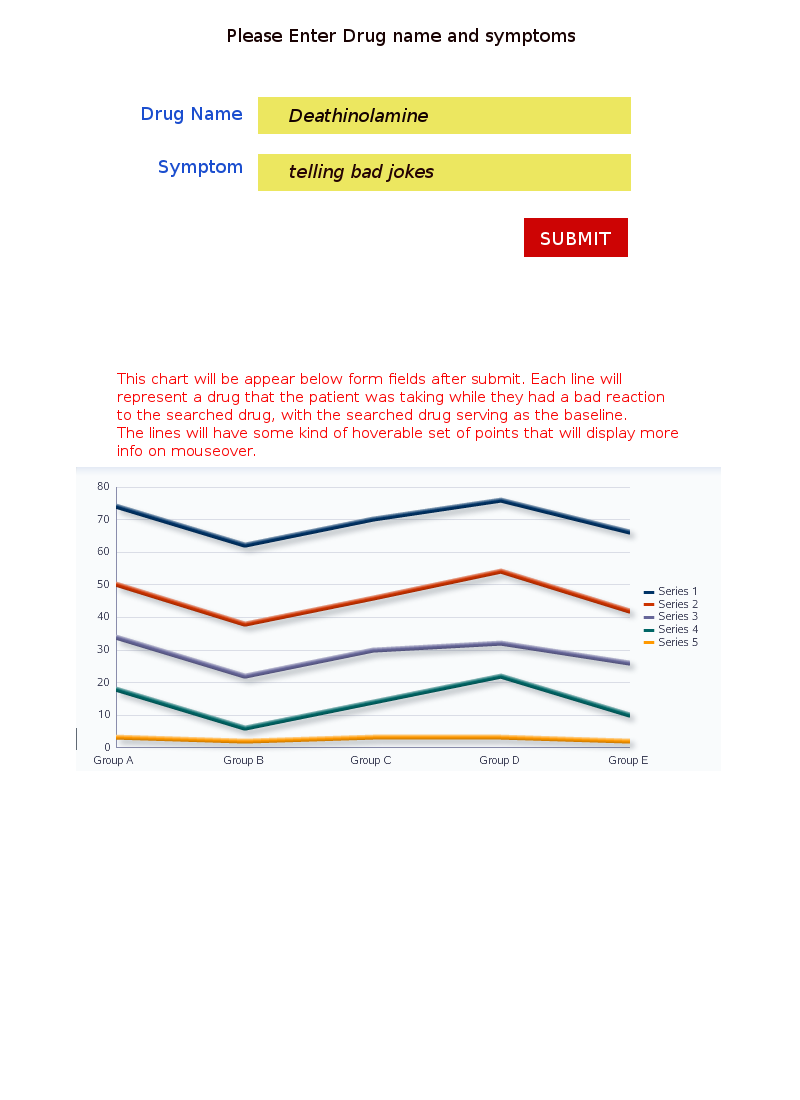 Please Enter Drug name and symptoms
Drug Name
Deathinolamine
Symptom
telling bad jokes
SUBMIT
This chart will be appear below form fields after submit. Each line will
represent a drug that the patient was taking while they had a bad reaction
to the searched drug, with the searched drug serving as the baseline.
The lines will have some kind of hoverable set of points that will display more
info on mouseover.
80
70
60
50
40
30
20
10
0
Group A
Group B
Group C
Group D
Group E
Series 1
Series 2
Series 3
Series 4
Series 5